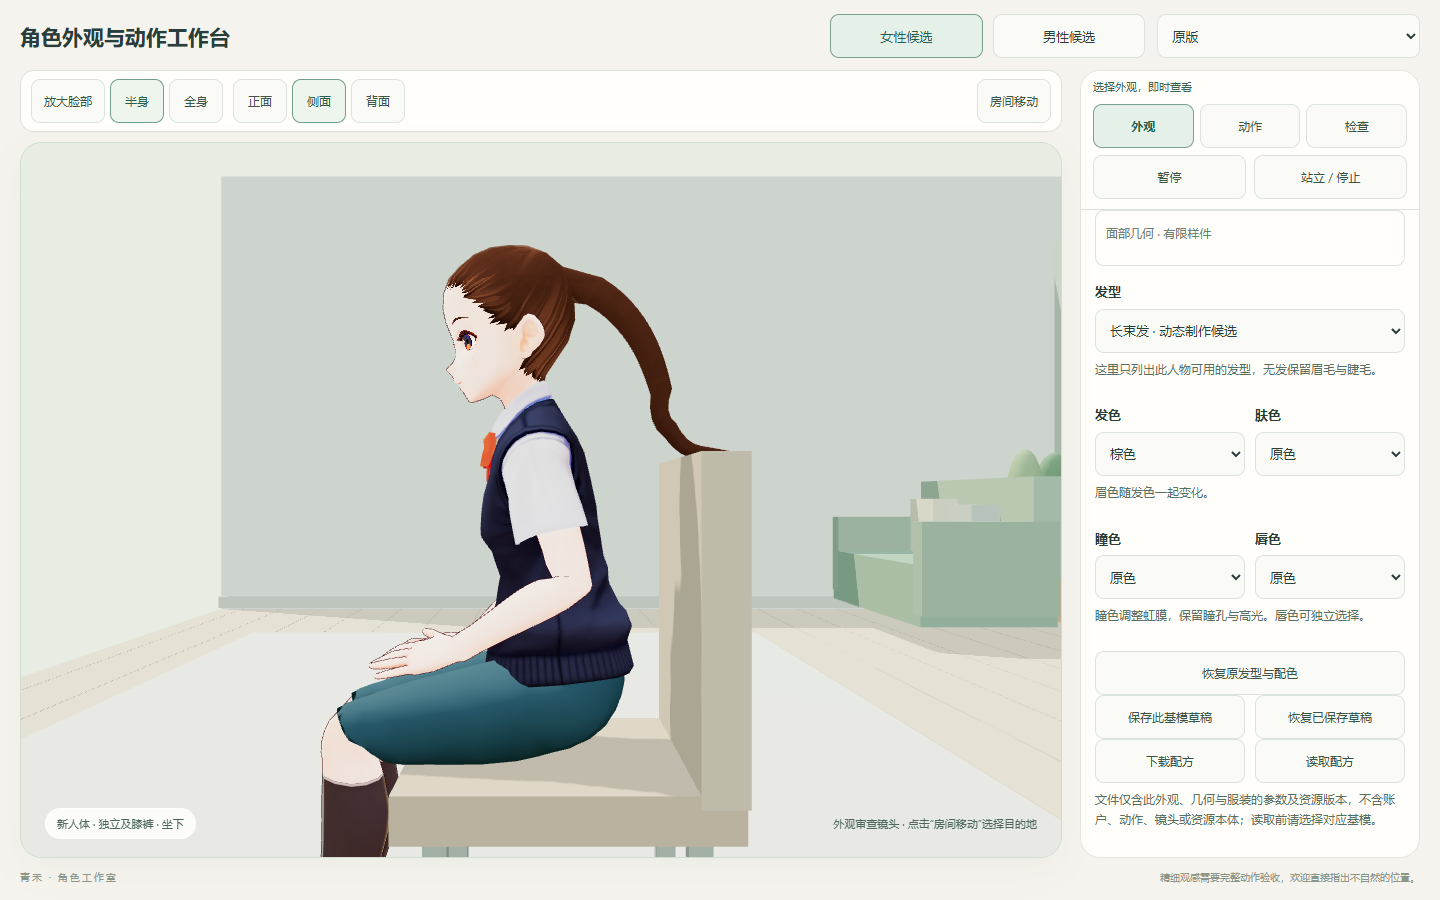 角色外观与动作工作台
女性候选
男性候选
原版
放大脸部
半身
全身
正面
侧面
背面
房间移动
选择外观，即时查看
外观
动作
检查
暂停
站立 / 停止
面部几何 · 有限样件
发型
长束发 · 动态制作候选
这里只列出此人物可用的发型，无发保留眉毛与睫毛。
发色
肤色
棕色
原色
眉色随发色一起变化。
瞳色
唇色
原色
原色
瞳色调整虹膜，保留瞳孔与高光。唇色可独立选择。
恢复原发型与配色
保存此基模草稿
恢复已保存草稿
下载配方
读取配方
文件仅含此外观、几何与服装的参数及资源版本，不含账
户、动作、镜头或资源本体；读取前请选择对应基模。
新人体 · 独立及膝裤 · 坐下
外观审查镜头 · 点击“房间移动”选择目的地
青禾 · 角色工作室
精细观感需要完整动作验收，欢迎直接指出不自然的位置。